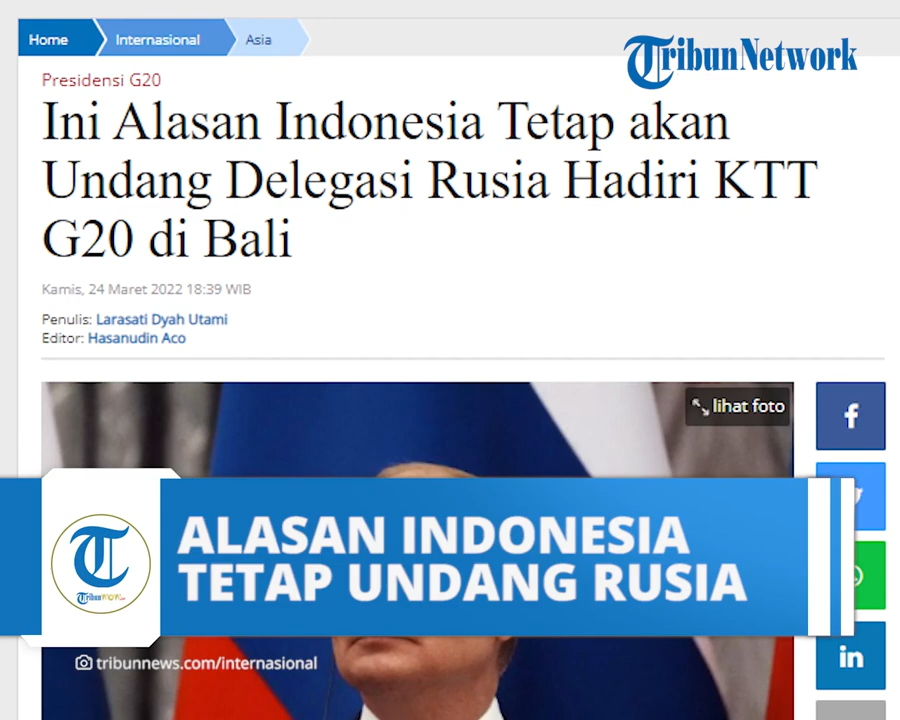 Home Internasional Asia
TribunNetwork
Presidensi G20
Ini Alasan Indonesia Tetap akan
Undang Delegasi Rusia Hadiri KTT
G20 di Bali
Kamis, 24 Maret 2022 18:39 WIB
Penulis: Larasati Dyah Utami
Editor: Hasanudin Aco
lihat foto
f
ALASAN INDONESIA
TETAP UNDANG RUSIA
T
Tribun
tribunnews.com/internasional
in